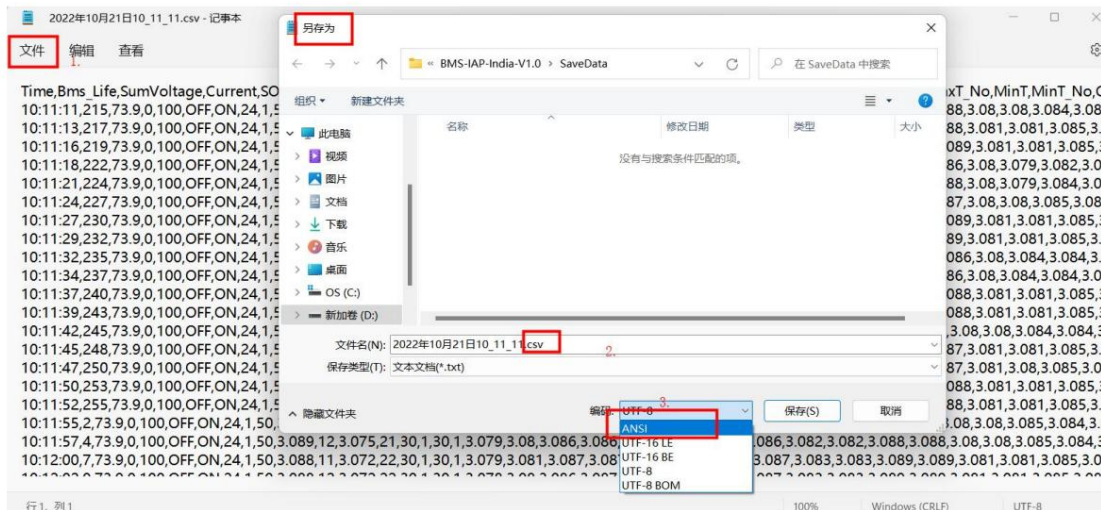 2022年10月21日10_11_11.csv - 记事本
另存为
文件 编辑 查看
1.
« BMS-IAP-India-V1.0 > SaveData
在 SaveData 中搜索
组织 新建文件夹
名称 修改日期 类型 大小
没有与搜索条件匹配的项。
此电脑
视频
图片
文档
下载
音乐
桌面
OS (C:)
新加卷 (D:)
文件名(N): 2022年10月21日10_11_11.csv
2.
保存类型(T): 文本文档(*.txt)
隐藏文件夹
3.
编码: UTF-8 保存(S) 取消
ANSI
UTF-16 LE
UTF-16 BE
UTF-8
UTF-8 BOM
Time,Bms_Life,SumVoltage,Current,SO xT_No,MinT,MinT_No,
10:11:11,215,73.9,0,100,OFF,ON,24,1,5 88,3.08,3.08,3.084,3.08
10:11:13,217,73.9,0,100,OFF,ON,24,1,5 88,3.081,3.081,3.085,3.
10:11:16,219,73.9,0,100,OFF,ON,24,1,5 089,3.081,3.081,3.085,
10:11:18,222,73.9,0,100,OFF,ON,24,1,5 86,3.08,3.079,3.082,3.0
10:11:21,224,73.9,0,100,OFF,ON,24,1,5 88,3.08,3.079,3.084,3.0
10:11:24,227,73.9,0,100,OFF,ON,24,1,5 87,3.08,3.08,3.085,3.08
10:11:27,230,73.9,0,100,OFF,ON,24,1,5 089,3.081,3.081,3.085,
10:11:29,232,73.9,0,100,OFF,ON,24,1,5 89,3.081,3.081,3.085,3.
10:11:32,235,73.9,0,100,OFF,ON,24,1,5 086,3.08,3.084,3.084,
10:11:34,237,73.9,0,100,OFF,ON,24,1,5 86,3.08,3.084,3.084,3.0
10:11:37,240,73.9,0,100,OFF,ON,24,1,5 088,3.081,3.081,3.085,
10:11:39,243,73.9,0,100,OFF,ON,24,1,5 088,3.081,3.081,3.085,
10:11:42,245,73.9,0,100,OFF,ON,24,1,5 ,3.08,3.08,3.084,3.084,
10:11:45,248,73.9,0,100,OFF,ON,24,1,5 87,3.081,3.081,3.085,3.
10:11:47,250,73.9,0,100,OFF,ON,24,1,5 87,3.081,3.08,3.085,3.0
10:11:50,253,73.9,0,100,OFF,ON,24,1,5 088,3.081,3.081,3.085,
10:11:52,255,73.9,0,100,OFF,ON,24,1,5 88,3.081,3.081,3.085,3.
10:11:55,2,73.9,0,100,OFF,ON,24,1,50, 3.08,3.08,3.085,3.084,3.
10:11:57,4,73.9,0,100,OFF,ON,24,1,50,3.089,12,3.075,21,30,1,30,1,3.079,3.08,3.086,3.086 086,3.082,3.082,3.088,3.088,3.08,3.08,3.085,3.084,
10:12:00,7,73.9,0,100,OFF,ON,24,1,50,3.088,11,3.072,22,30,1,30,1,3.079,3.081,3.087,3.08 3.087,3.083,3.083,3.089,3.089,3.081,3.081,3.085,3.0
行 1，列 1 100% Windows (CRLF) UTF-8